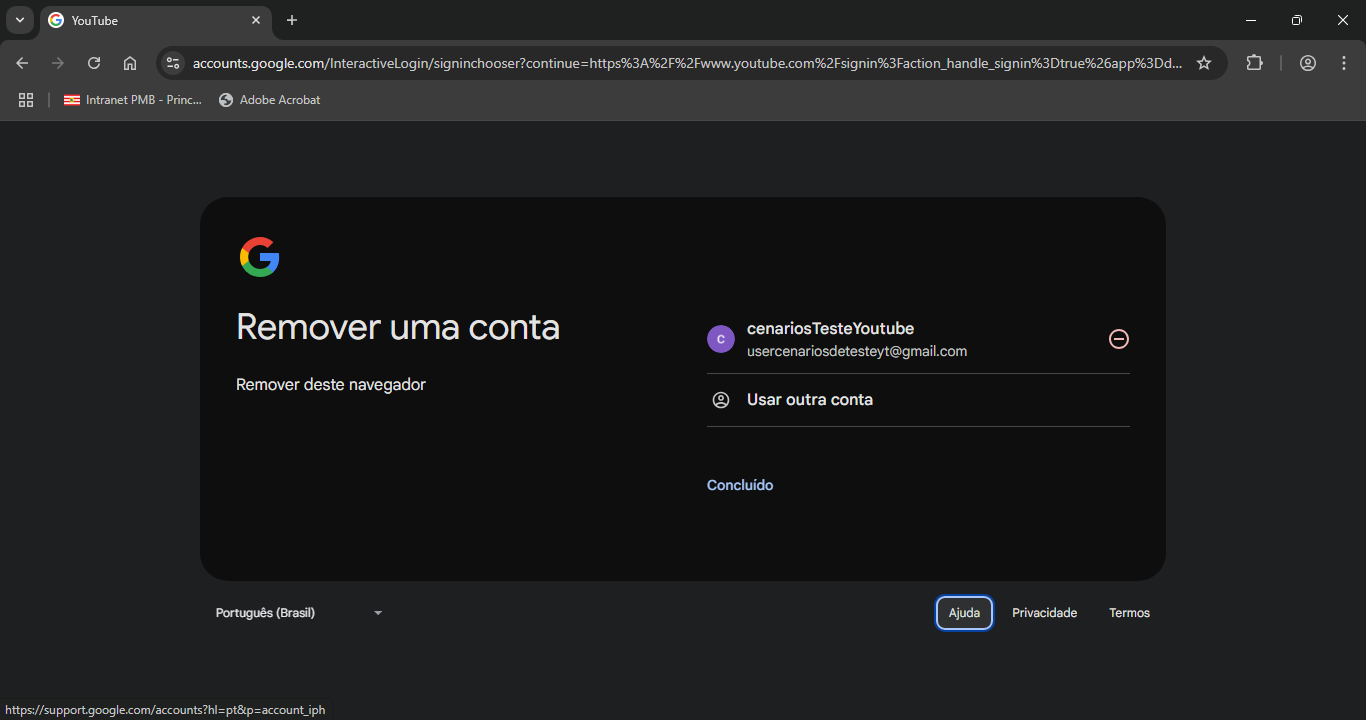 YouTube
accounts.google.com/InteractiveLogin/signinchooser?continue=https%3A%2F%2Fwww.youtube.com%2Fsignin%3Faction_handle_signin%3Dtrue%26app%3Dd...
Intranet PMB - Princ... Adobe Acrobat
Remover uma conta
Remover deste navegador
C
cenariosTesteYoutube
usercenariosdetesteyt@gmail.com
Usar outra conta
Concluído
Português (Brasil)
Ajuda Privacidade Termos
https://support.google.com/accounts?hl=pt&p=account_iph